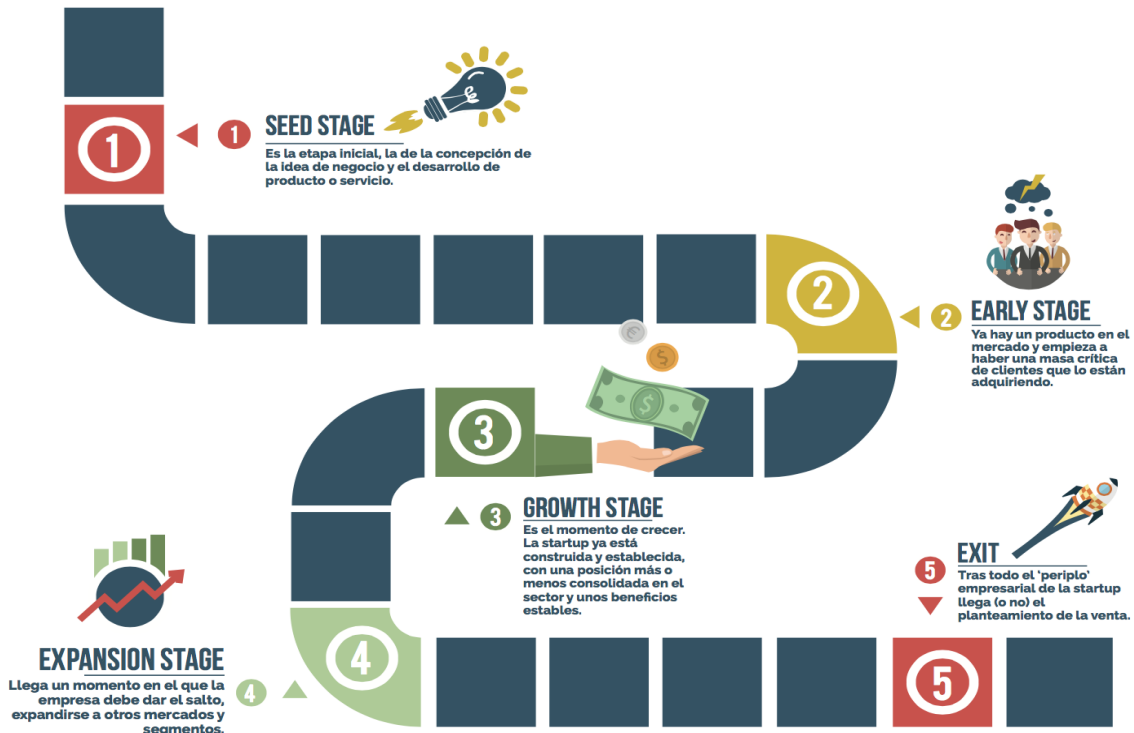 1
1
SEED STAGE
Es la etapa inicial, la de la concepción de
la idea de negocio y el desarrollo de
producto o servicio.
2
2
EARLY STAGE
Ya hay un producto en el
mercado y empieza a
haber una masa crítica
de clientes que lo están
adquiriendo.
€
$
$
3
3
GROWTH STAGE
Es el momento de crecer.
La startup ya está
construida y establecida,
con una posición más o
menos consolidada en el
sector y unos beneficios
estables.
4
4
EXPANSION STAGE
Llega un momento en el que la
empresa debe dar el salto,
expandirse a otros mercados y
segmentos.
5
EXIT
Tras todo el ‘periplo’
empresarial de la startup
llega (o no) el
planteamiento de la venta.
5